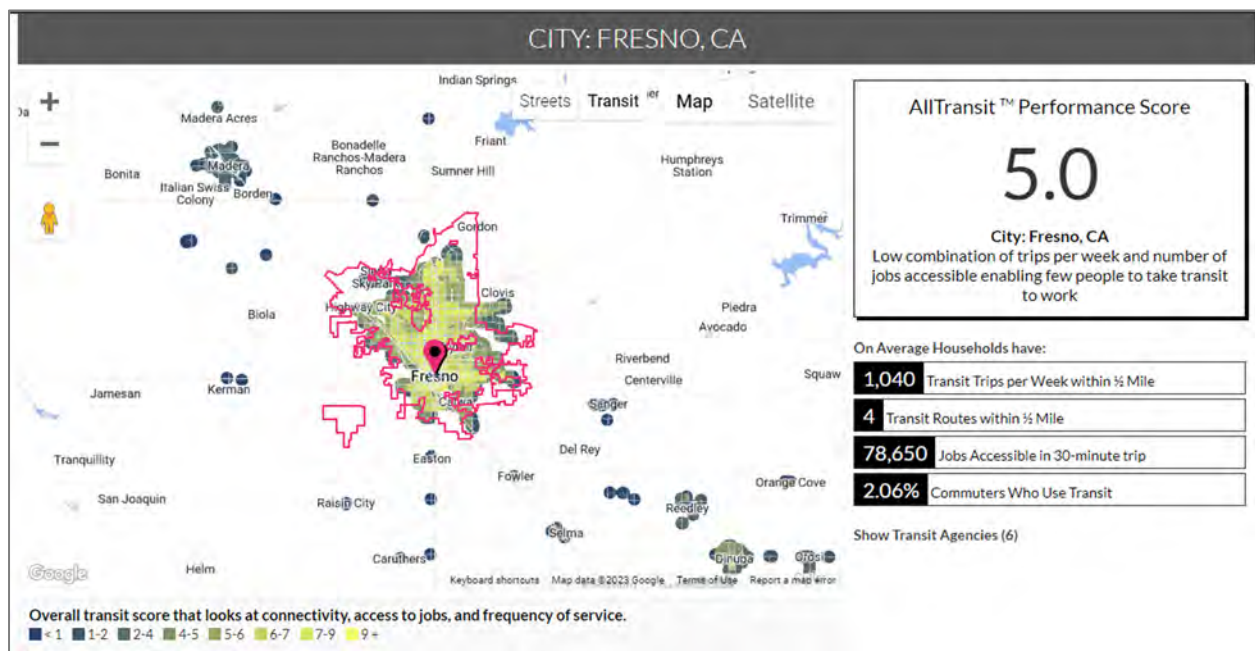 CITY: FRESNO, CA
Indian Springs
Streets
Transit
Map
Satellite
+
−
Madera Acres
Friant
Madera
Bonadelle
Ranchos-Madera
Ranchos
Sumner Hill
Humphreys
Station
Bonita
Italian Swiss
Colony
Borden
Trimmer
Gordon
Clovis
Highway City
Biola
Piedra
Avocado
Fresno
Riverbend
Centerville
Squaw
Jamesan
Kerman
Sanger
Del Rey
Tranquillity
Easton
Fowler
San Joaquin
Raisin City
Orange Cove
Reedley
Selma
Caruthers
Dinuba
Helm
Google
Keyboard shortcuts
Map data ©2023 Google
Terms of Use
Report a map error
Overall transit score that looks at connectivity, access to jobs, and frequency of service.
< 1 1-2 2-4 4-5 5-6 6-7 7-9 9 +
AllTransit ™ Performance Score
5.0
City: Fresno, CA
Low combination of trips per week and number of
jobs accessible enabling few people to take transit
to work
On Average Households have:
1,040 Transit Trips per Week within ½ Mile
4 Transit Routes within ½ Mile
78,650 Jobs Accessible in 30-minute trip
2.06% Commuters Who Use Transit
Show Transit Agencies (6)